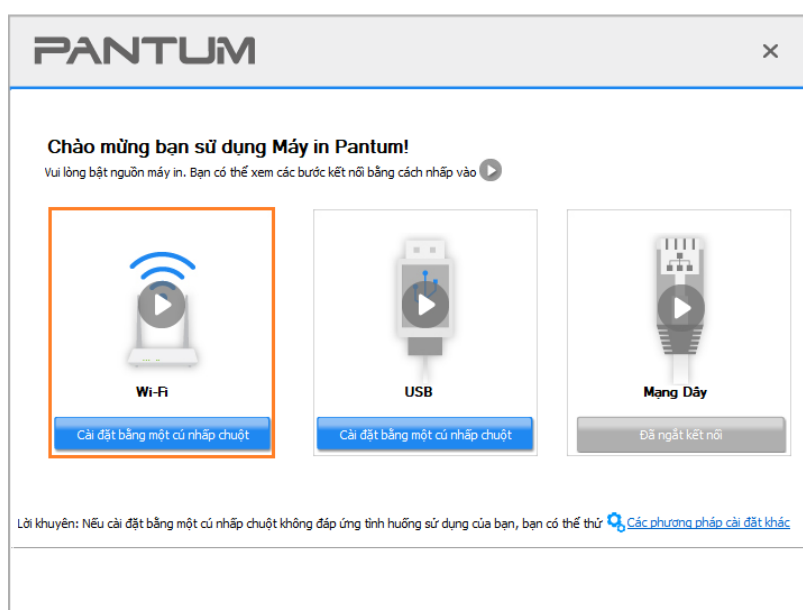 PANTUM
Chào mừng bạn sử dụng Máy in Pantum!
Vui lòng bật nguồn máy in. Bạn có thể xem các bước kết nối bằng cách nhấp vào
Wi-Fi
USB
Mạng Dây
Cài đặt bằng một cú nhấp chuột
Cài đặt bằng một cú nhấp chuột
Đã ngắt kết nối
Lời khuyên: Nếu cài đặt bằng một cú nhấp chuột không đáp ứng tình huống sử dụng của bạn, bạn có thể thử Các phương pháp cài đặt khác